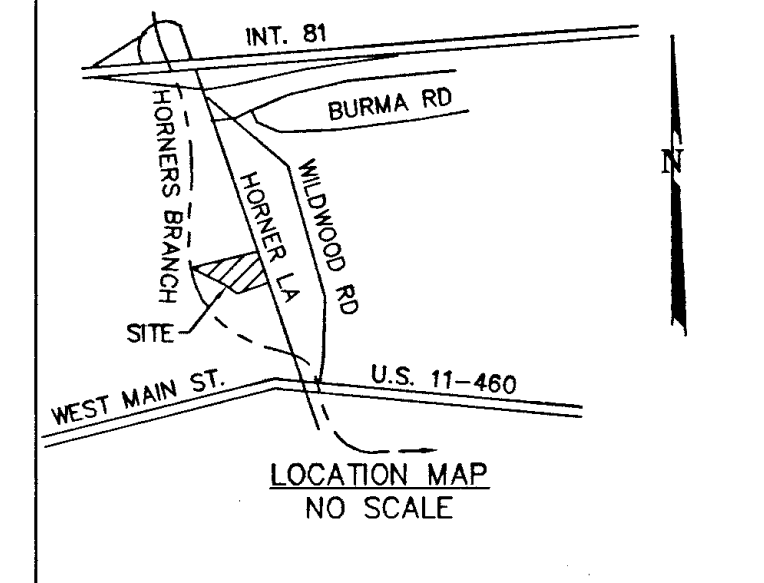 INT. 81
BURMA RD
N
HORNERS BRANCH
HORNER LA
WILDWOOD RD
SITE
WEST MAIN ST.
U.S. 11-460
LOCATION MAP
NO SCALE